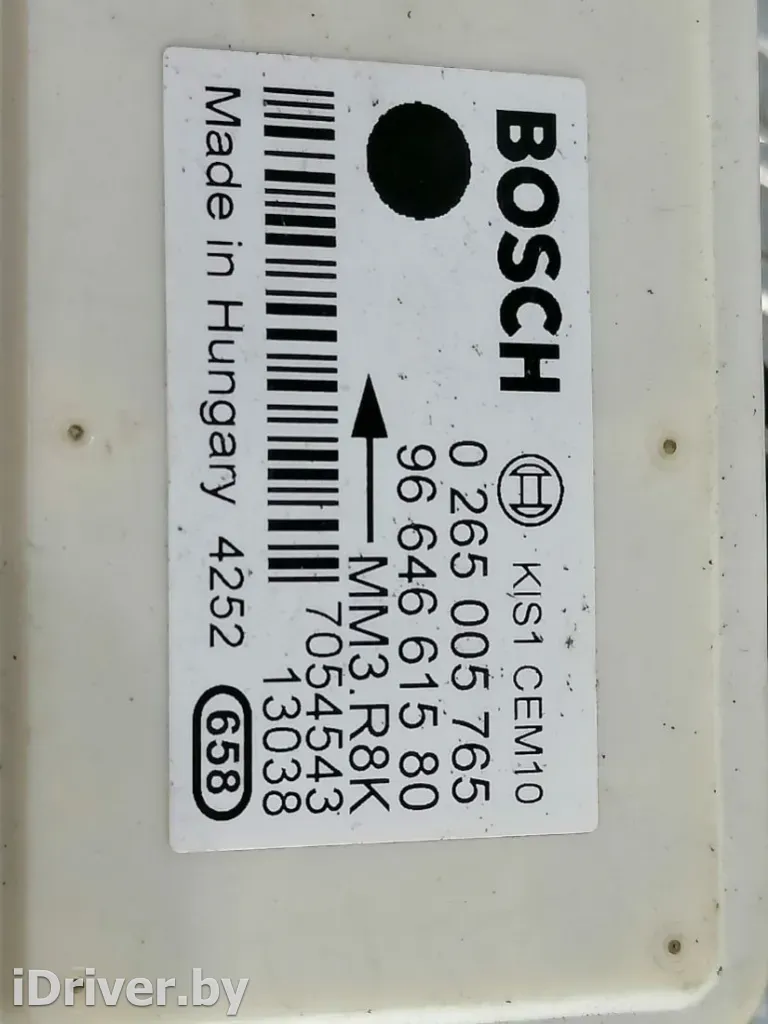 BOSCH KIS1 CEM10
0 265 005 765
96 646 615 80
MM3.R8K
7054543
13038
Made in Hungary 4252 658
iDriver.by